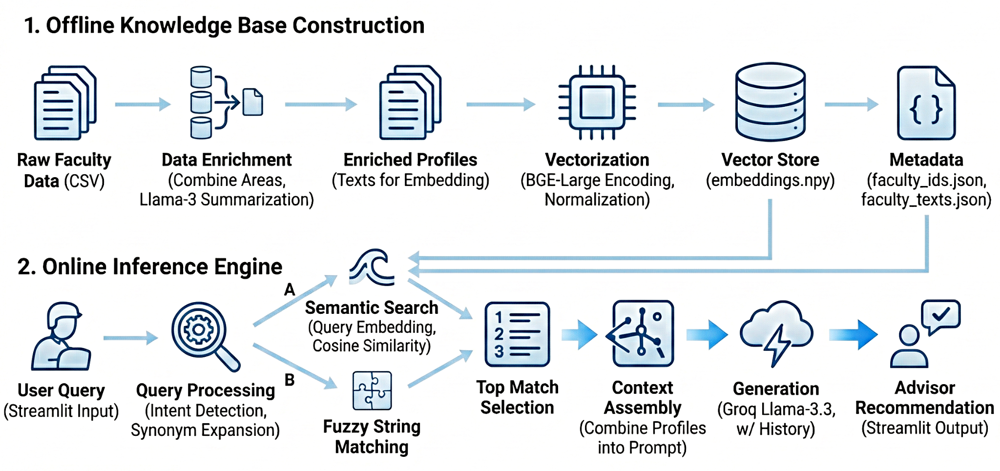 1. Offline Knowledge Base Construction
Raw Faculty
Data (CSV)
Data Enrichment
(Combine Areas,
Llama-3 Summarization)
Enriched Profiles
(Texts for Embedding)
Vectorization
(BGE-Large Encoding,
Normalization)
Vector Store
(embeddings.npy)
{ }
Metadata
(faculty_ids.json,
faculty_texts.json)
2. Online Inference Engine
User Query
(Streamlit Input)
Query Processing
(Intent Detection,
Synonym Expansion)
A
Semantic Search
(Query Embedding,
Cosine Similarity)
B
Fuzzy String
Matching
1
2
3
Top Match
Selection
Context
Assembly
(Combine Profiles
into Prompt)
Generation
(Groq Llama-3.3,
w/ History)
Advisor
Recommendation
(Streamlit Output)